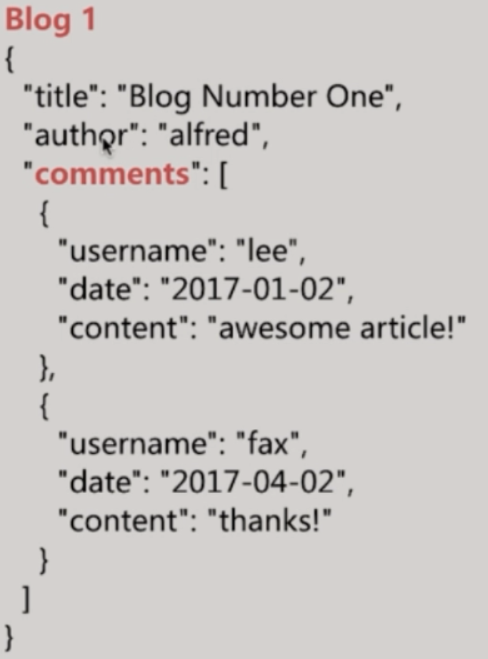 Blog 1
{
"title": "Blog Number One",
"author": "alfred",
"comments": [
{
"username": "lee",
"date": "2017-01-02",
"content": "awesome article!"
},
{
"username": "fax",
"date": "2017-04-02",
"content": "thanks!"
}
]
}